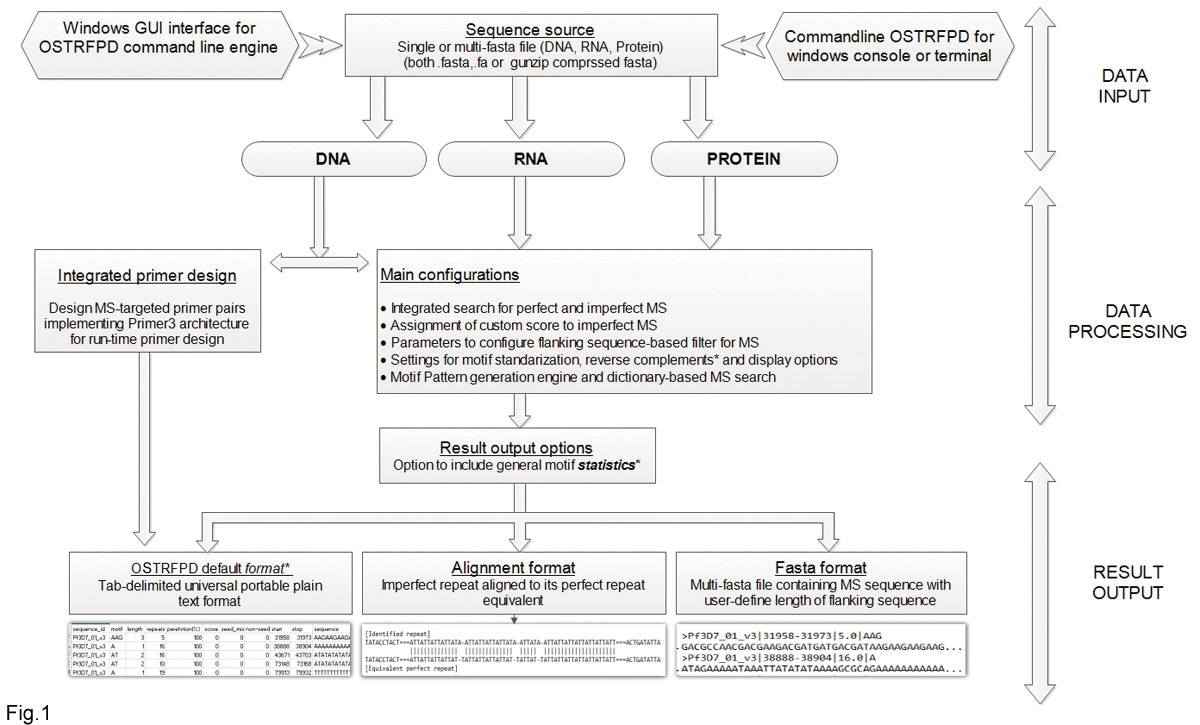 Windows GUI interface for
OSTRFPD command line engine
Sequence source
Single or multi-fasta file (DNA, RNA, Protein)
(both .fasta,.fa or gunzip comprssed fasta)
Commandline OSTRFPD for
windows console or terminal
DATA
INPUT
DNA
RNA
PROTEIN
Integrated primer design
Design MS-targeted primer pairs
implementing Primer3 architecture
for run-time primer design
Main configurations
• Integrated search for perfect and imperfect MS
• Assignment of custom score to imperfect MS
• Parameters to configure flanking sequence-based filter for MS
• Settings for motif standarization, reverse complements* and display options
• Motif Pattern generation engine and dictionary-based MS search
DATA
PROCESSING
Result output options
Option to include general motif statistics*
OSTRFPD default format*
Tab-delimited universal portable plain
text format
Alignment format
Imperfect repeat aligned to its perfect repeat
equivalent
Fasta format
Multi-fasta file containing MS sequence with
user-define length of flanking sequence
RESULT
OUTPUT
sequence_id motif length repeats score seed_mis non-seed start stop sequence
Pf3D7_01_v3 AAG 3 5 100 0 0 0 31958 31973 AAGAAGAAGA
Pf3D7_01_v3 A 1 16 100 0 0 0 38888 38904 AAAAAAAAAA
Pf3D7_01_v3 AT 2 16 100 0 0 0 43671 43703 ATATATATATA
Pf3D7_01_v3 AT 2 10 100 0 0 0 73148 73168 ATATATATATA
Pf3D7_01_v3 A 1 19 100 0 0 0 79913 79932 TTTTTTTTTTT
[Identified repeat]
TATACCTACT===ATTATTATTATTATA-ATTATTATTATTATA-ATTATA-ATTATTATTATTATTATTATT===ACTGATATTA
TATACCTACT===ATTATTATTATTATTAT-ATTATTATTATTATTAT-TATTAT-TATTATTATTATTATTATTATT===ACTGATATTA
[Equivalent perfect repeat]
>Pf3D7_01_v3|31958-31973|5.0|AAG
GACGCCAACGACGAAGACGATGATGACGATAAGAAGAAGAAG...
>Pf3D7_01_v3|38888-38904|16.0|A
ATAGAAAAATAAATTATATATAAAAGCGCAGAAAAAAAAAAA...
Fig.1